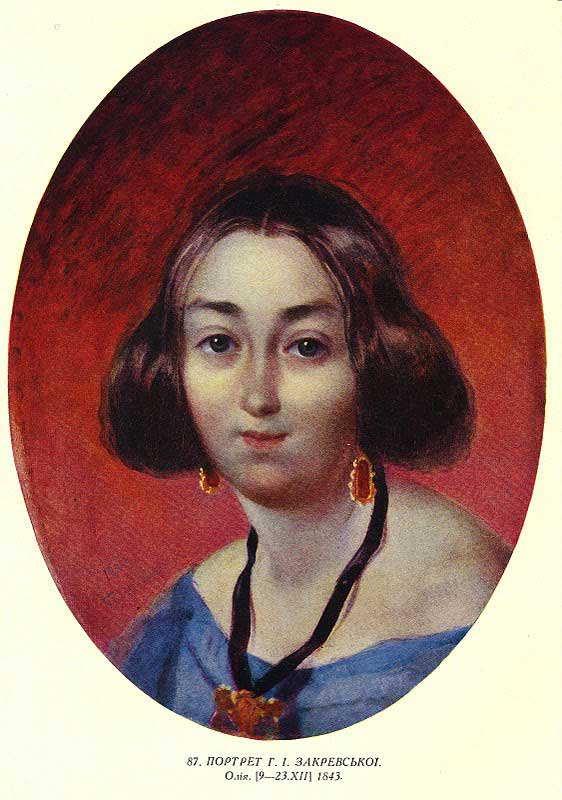 87. ПОРТРЕТ Г. І. ЗАКРЕВСЬКОЇ.
Олія. [9—23.XII] 1843.